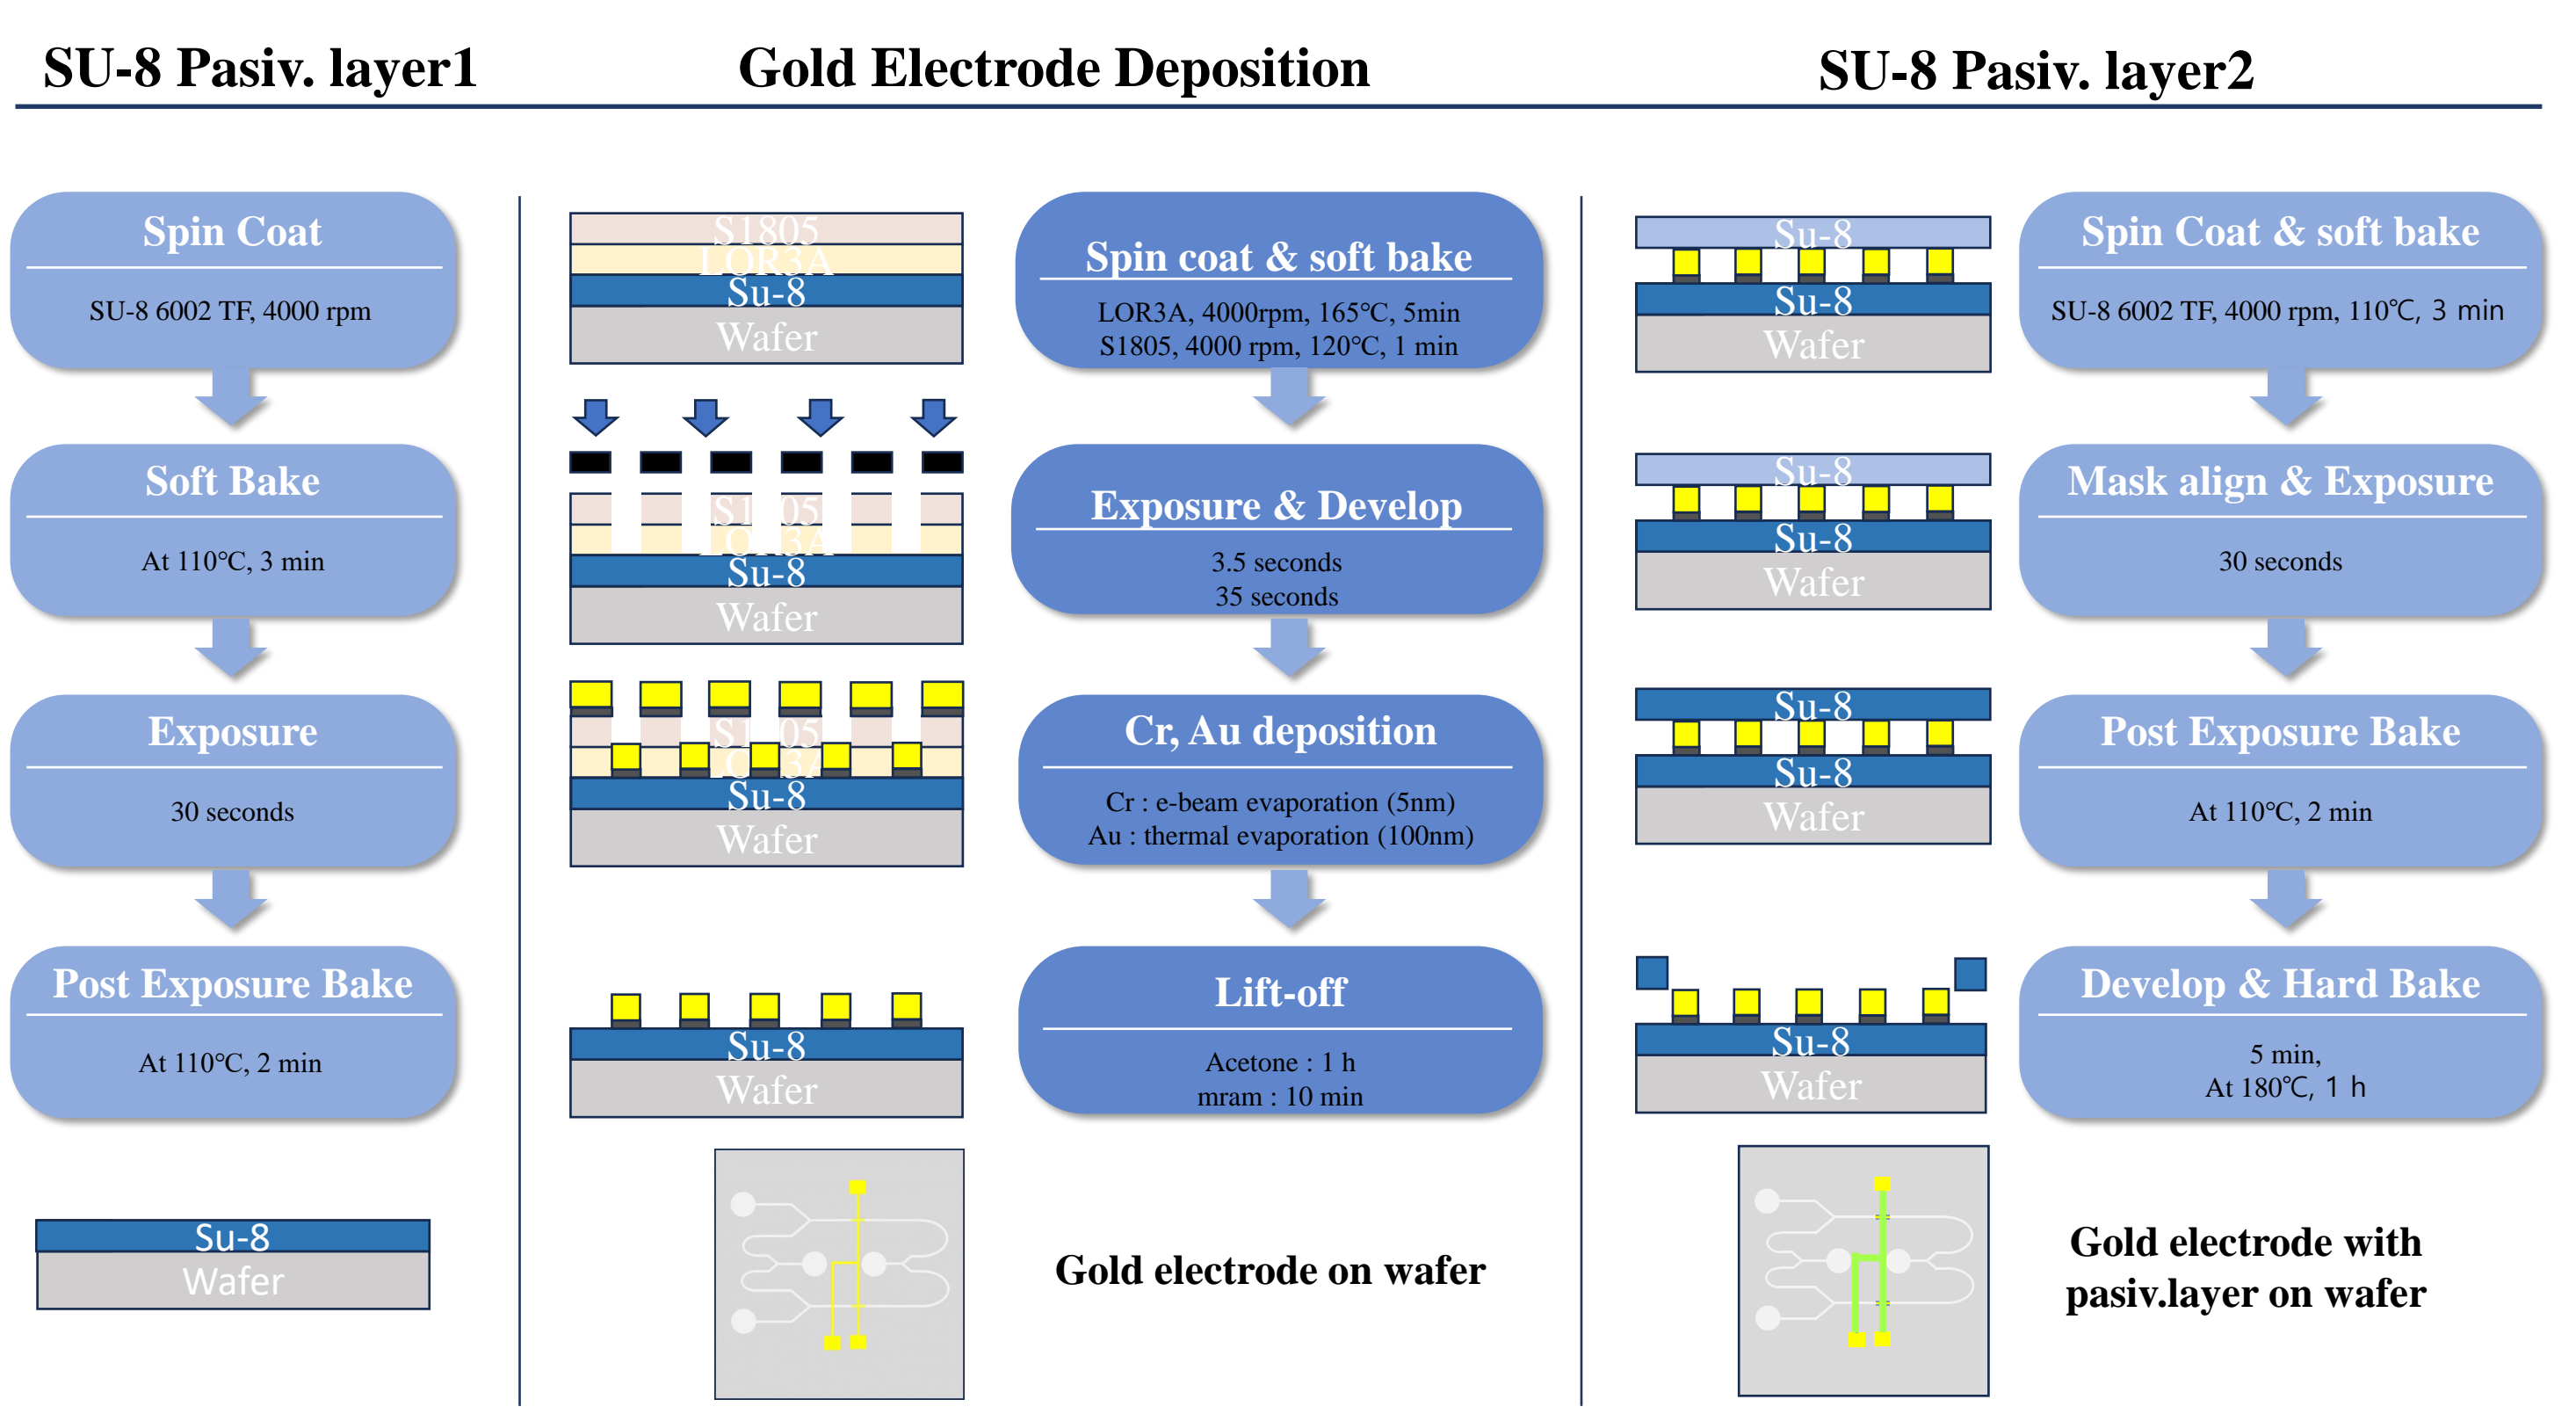 SU-8 Pasiv. layer1
Gold Electrode Deposition
SU-8 Pasiv. layer2
Spin Coat
SU-8 6002 TF, 4000 rpm
Soft Bake
At 110℃, 3 min
Exposure
30 seconds
Post Exposure Bake
At 110℃, 2 min
Su-8
Wafer
S1805
LOR3A
Su-8
Wafer
Spin coat & soft bake
LOR3A, 4000rpm, 165℃, 5min
S1805, 4000 rpm, 120℃, 1 min
S1805
LOR3A
Su-8
Wafer
Exposure & Develop
3.5 seconds
35 seconds
S1805
LOR3A
Su-8
Wafer
Cr, Au deposition
Cr : e-beam evaporation (5nm)
Au : thermal evaporation (100nm)
Su-8
Wafer
Lift-off
Acetone : 1 h
mram : 10 min
Gold electrode on wafer
Su-8
Su-8
Wafer
Spin Coat & soft bake
SU-8 6002 TF, 4000 rpm, 110℃, 3 min
Su-8
Su-8
Wafer
Mask align & Exposure
30 seconds
Su-8
Su-8
Wafer
Post Exposure Bake
At 110℃, 2 min
Su-8
Wafer
Develop & Hard Bake
5 min,
At 180℃, 1 h
Gold electrode with
pasiv.layer on wafer